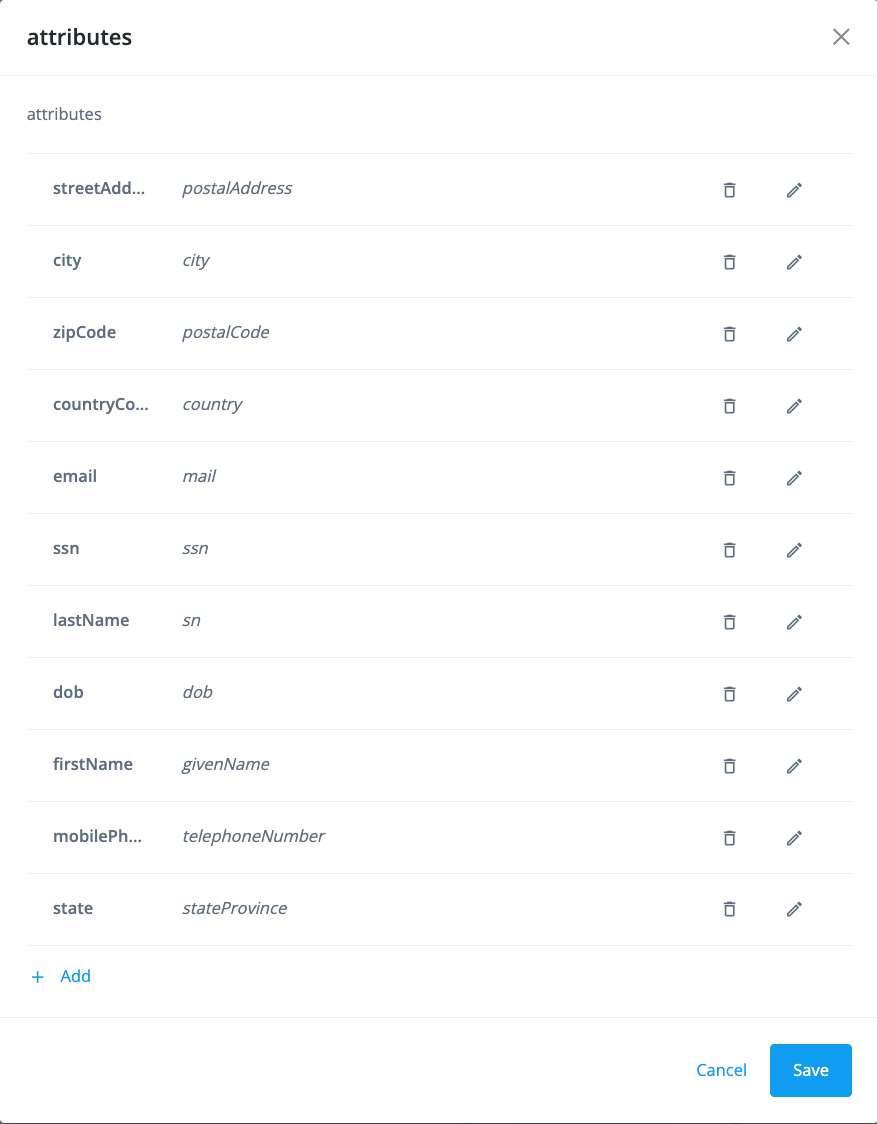 attributes
attributes
streetAdd... postalAddress
city city
zipCode postalCode
countryCo... country
email mail
ssn ssn
lastName sn
dob dob
firstName givenName
mobilePh... telephoneNumber
state stateProvince
+ Add
Cancel Save